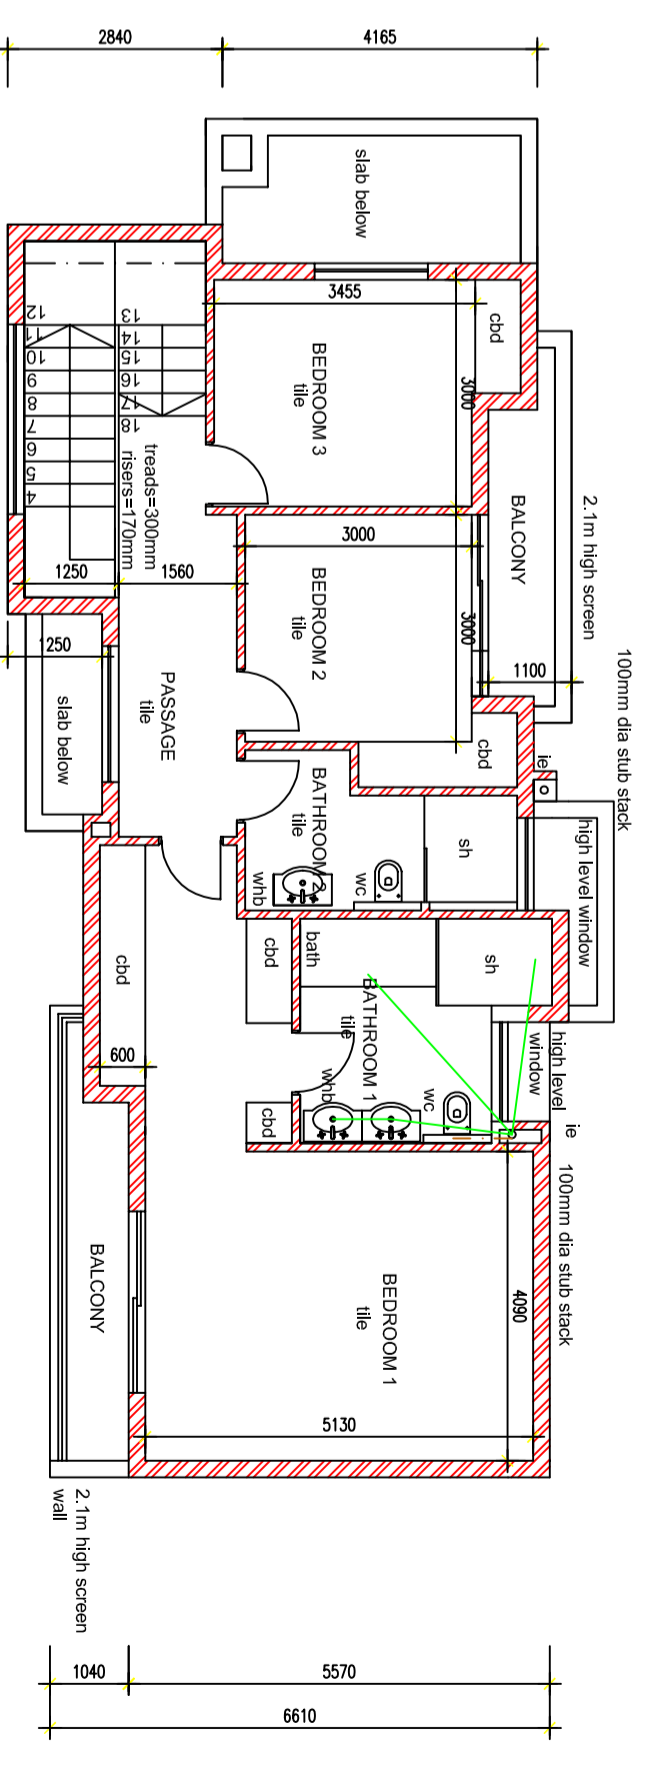 2840
4165
slab below
3455
cbd
BEDROOM 3
tile
3000
12
11
10
9
8
7
6
5
4
13
14
15
16
17
18
treads=300mm
risers=170mm
1250
1560
3000
BEDROOM 2
tile
3000
BALCONY
2.1m high screen
1100
100mm dia stub stack
1250
slab below
PASSAGE
tile
cbd
ie
BATHROOM 2
tile
whb
wc
sh
high level window
cbd
600
cbd
bath
sh
BATHROOM 1
tile
whb
wc
cbd
high level
window
ie
100mm dia stub stack
BALCONY
BEDROOM 1
tile
4090
5130
2.1m high screen
wall
1040
5570
6610